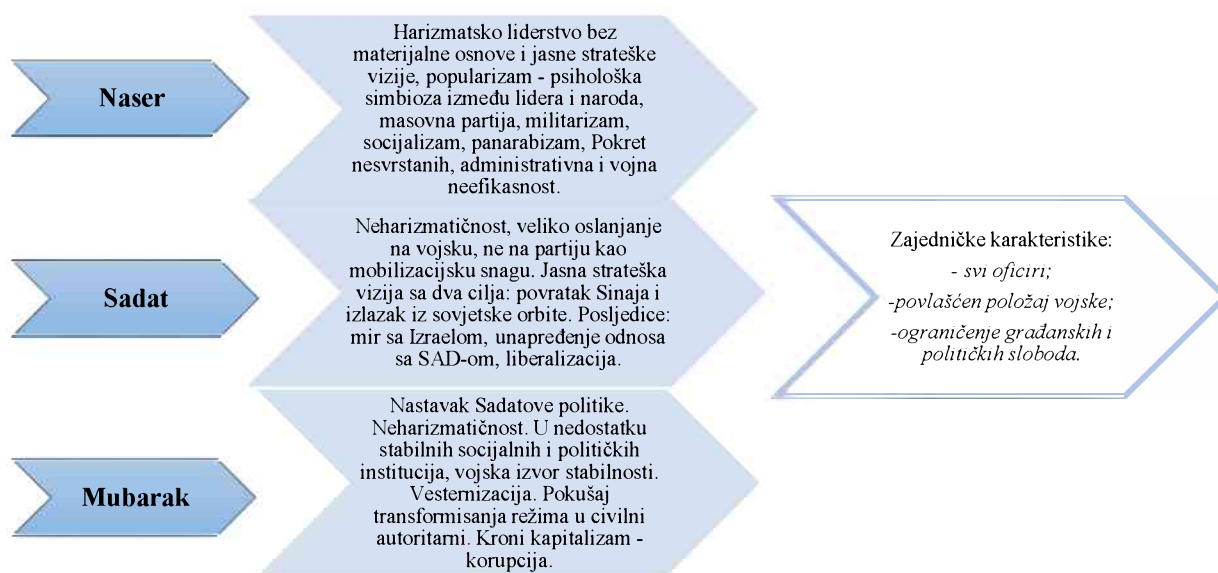 Naser
Harizmatsko liderstvo bez
materijalne osnove i jasne strateške
vizije, popularizam - psihološka
simbioza između lidera i naroda,
masovna partija, militarizam,
socijalizam, panarabizam, Pokret
nesvrstanih, administrativna i vojna
neefikasnost.
Sadat
Neharizmatičnost, veliko oslanjanje
na vojsku, ne na partiju kao
mobilizacijsku snagu. Jasna strateška
vizija sa dva cilja: povratak Sinaja i
izlazak iz sovjetske orbite. Posljedice:
mir sa Izraelom, unapređenje odnosa
sa SAD-om, liberalizacija.
Mubarak
Nastavak Sadatove politike.
Neharizmatičnost. U nedostatku
stabilnih socijalnih i političkih
institucija, vojska izvor stabilnosti.
Vesternizacija. Pokušaj
transformisanja režima u civilni
autoritarni. Kroni kapitalizam -
korupcija.
Zajedničke karakteristike:
- svi oficiri;
-povlašćen položaj vojske;
-ograničenje građanskih i
političkih sloboda.